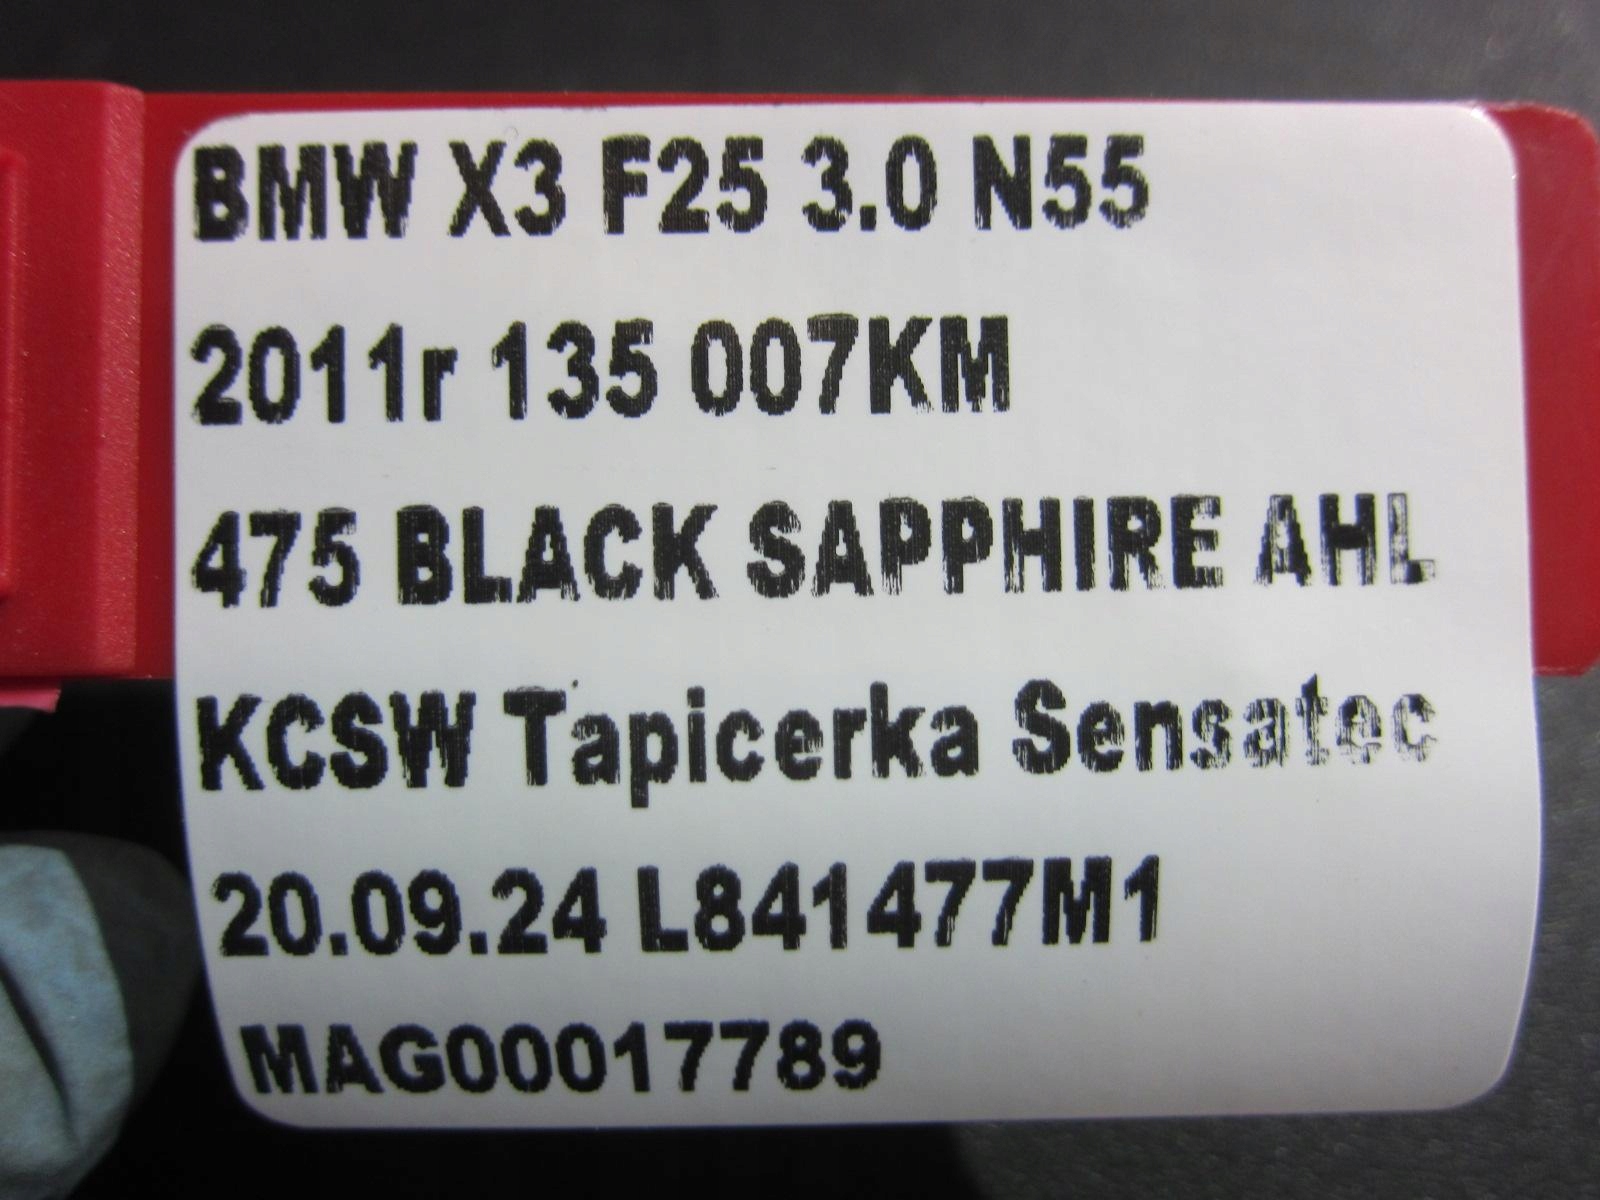 BMW X3 F25 3.0 N55
2011r 135 007KM
475 BLACK SAPPHIRE AHL
KCSW Tapicerka Sensatec
20.09.24 L841477M1
MAG00017789